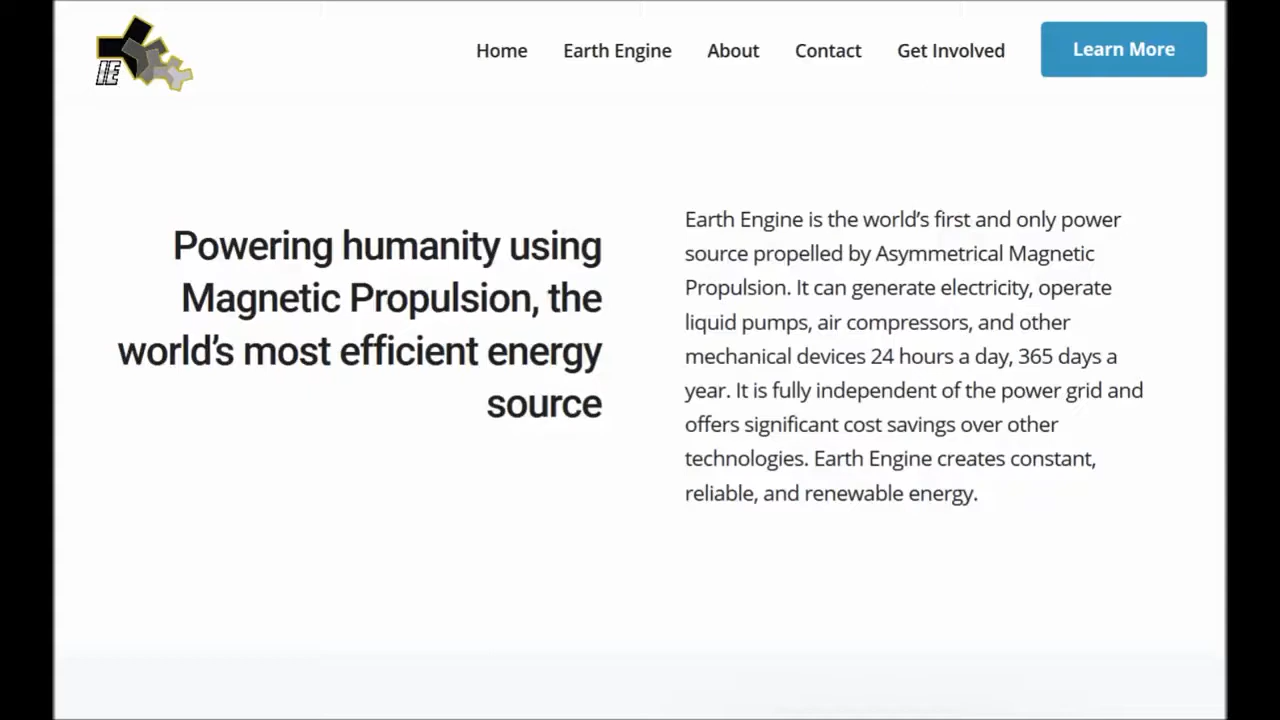 IE
Home Earth Engine About Contact Get Involved Learn More
Powering humanity using
Magnetic Propulsion, the
world’s most efficient energy
source
Earth Engine is the world’s first and only power
source propelled by Asymmetrical Magnetic
Propulsion. It can generate electricity, operate
liquid pumps, air compressors, and other
mechanical devices 24 hours a day, 365 days a
year. It is fully independent of the power grid and
offers significant cost savings over other
technologies. Earth Engine creates constant,
reliable, and renewable energy.